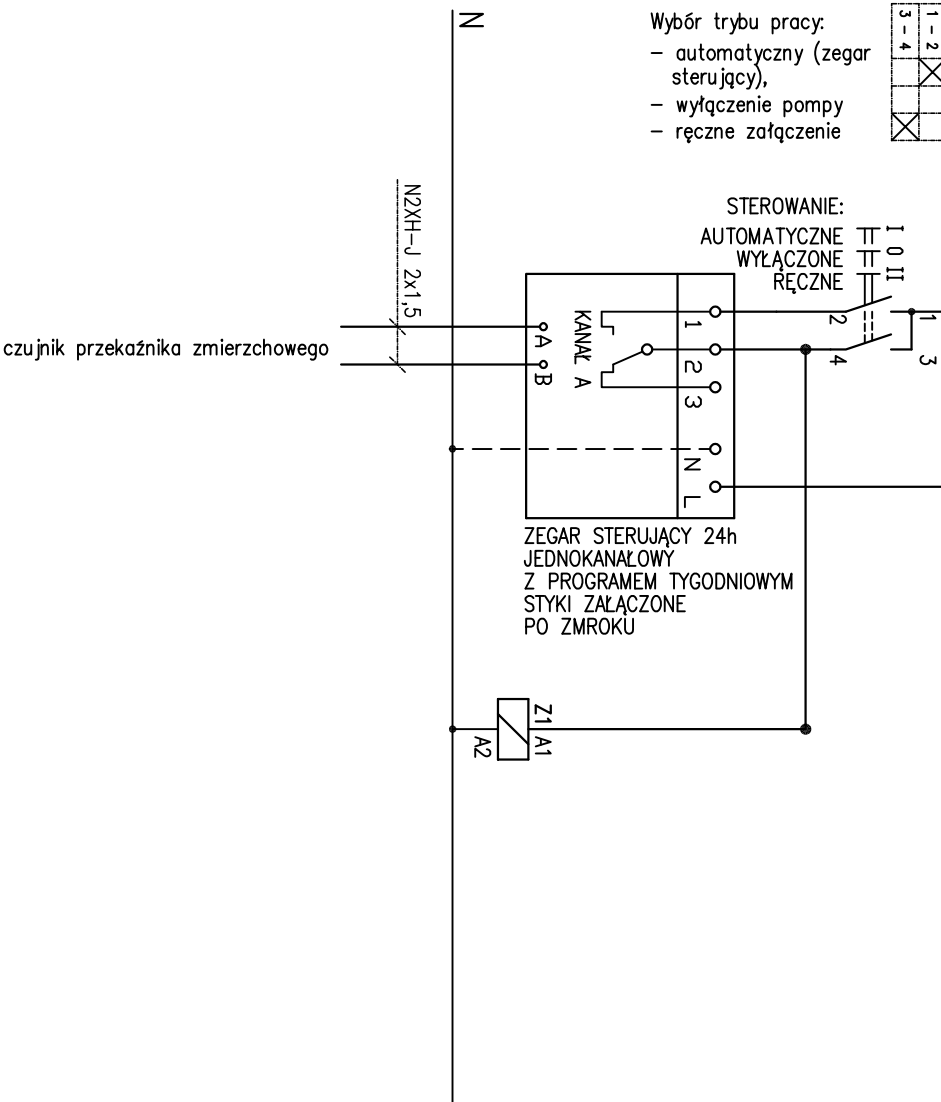 N
Wybór trybu pracy:
- automatyczny (zegar
sterujący),
- wyłączenie pompy
- ręczne załączenie
1 - 2
3 - 4
N2XH-J 2x1,5
STEROWANIE:
AUTOMATYCZNE
WYŁĄCZONE
RĘCZNE
I 0 II
czujnik przekaźnika zmierzchowego
A
B
KANAŁ A
1
2
3
N
L
2
4
1
3
ZEGAR STERUJĄCY 24h
JEDNOKANAŁOWY
Z PROGRAMEM TYGODNIOWYM
STYKI ZAŁĄCZONE
PO ZMROKU
Z1
A1
A2